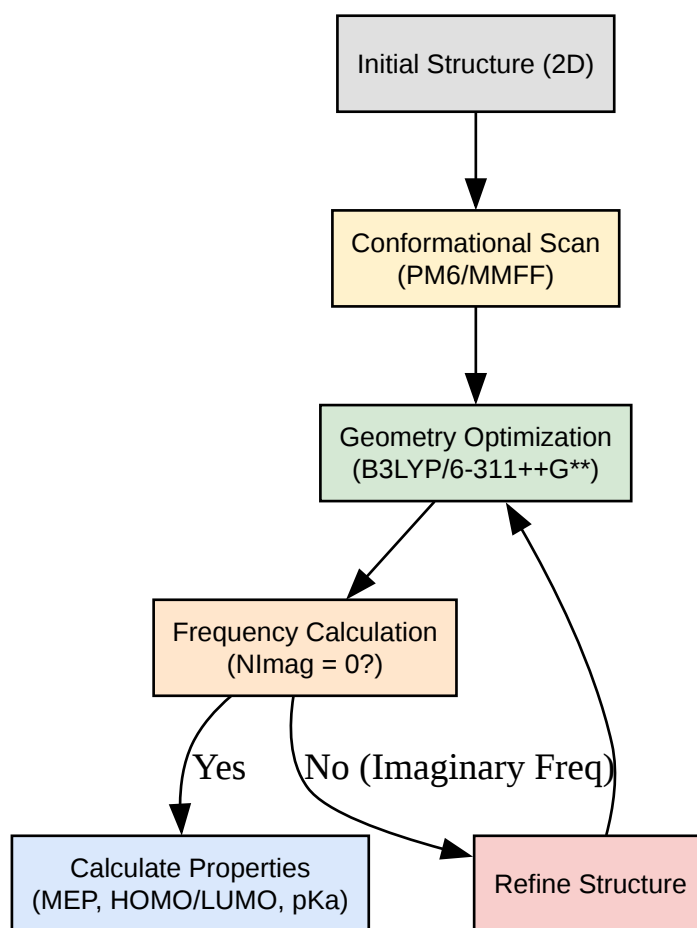 Initial Structure (2D)
Conformational Scan
(PM6/MMFF)
Geometry Optimization
(B3LYP/6-311++G**)
Frequency Calculation
(NImag = 0?)
Yes
No (Imaginary Freq)
Calculate Properties
(MEP, HOMO/LUMO, pKa)
Refine Structure